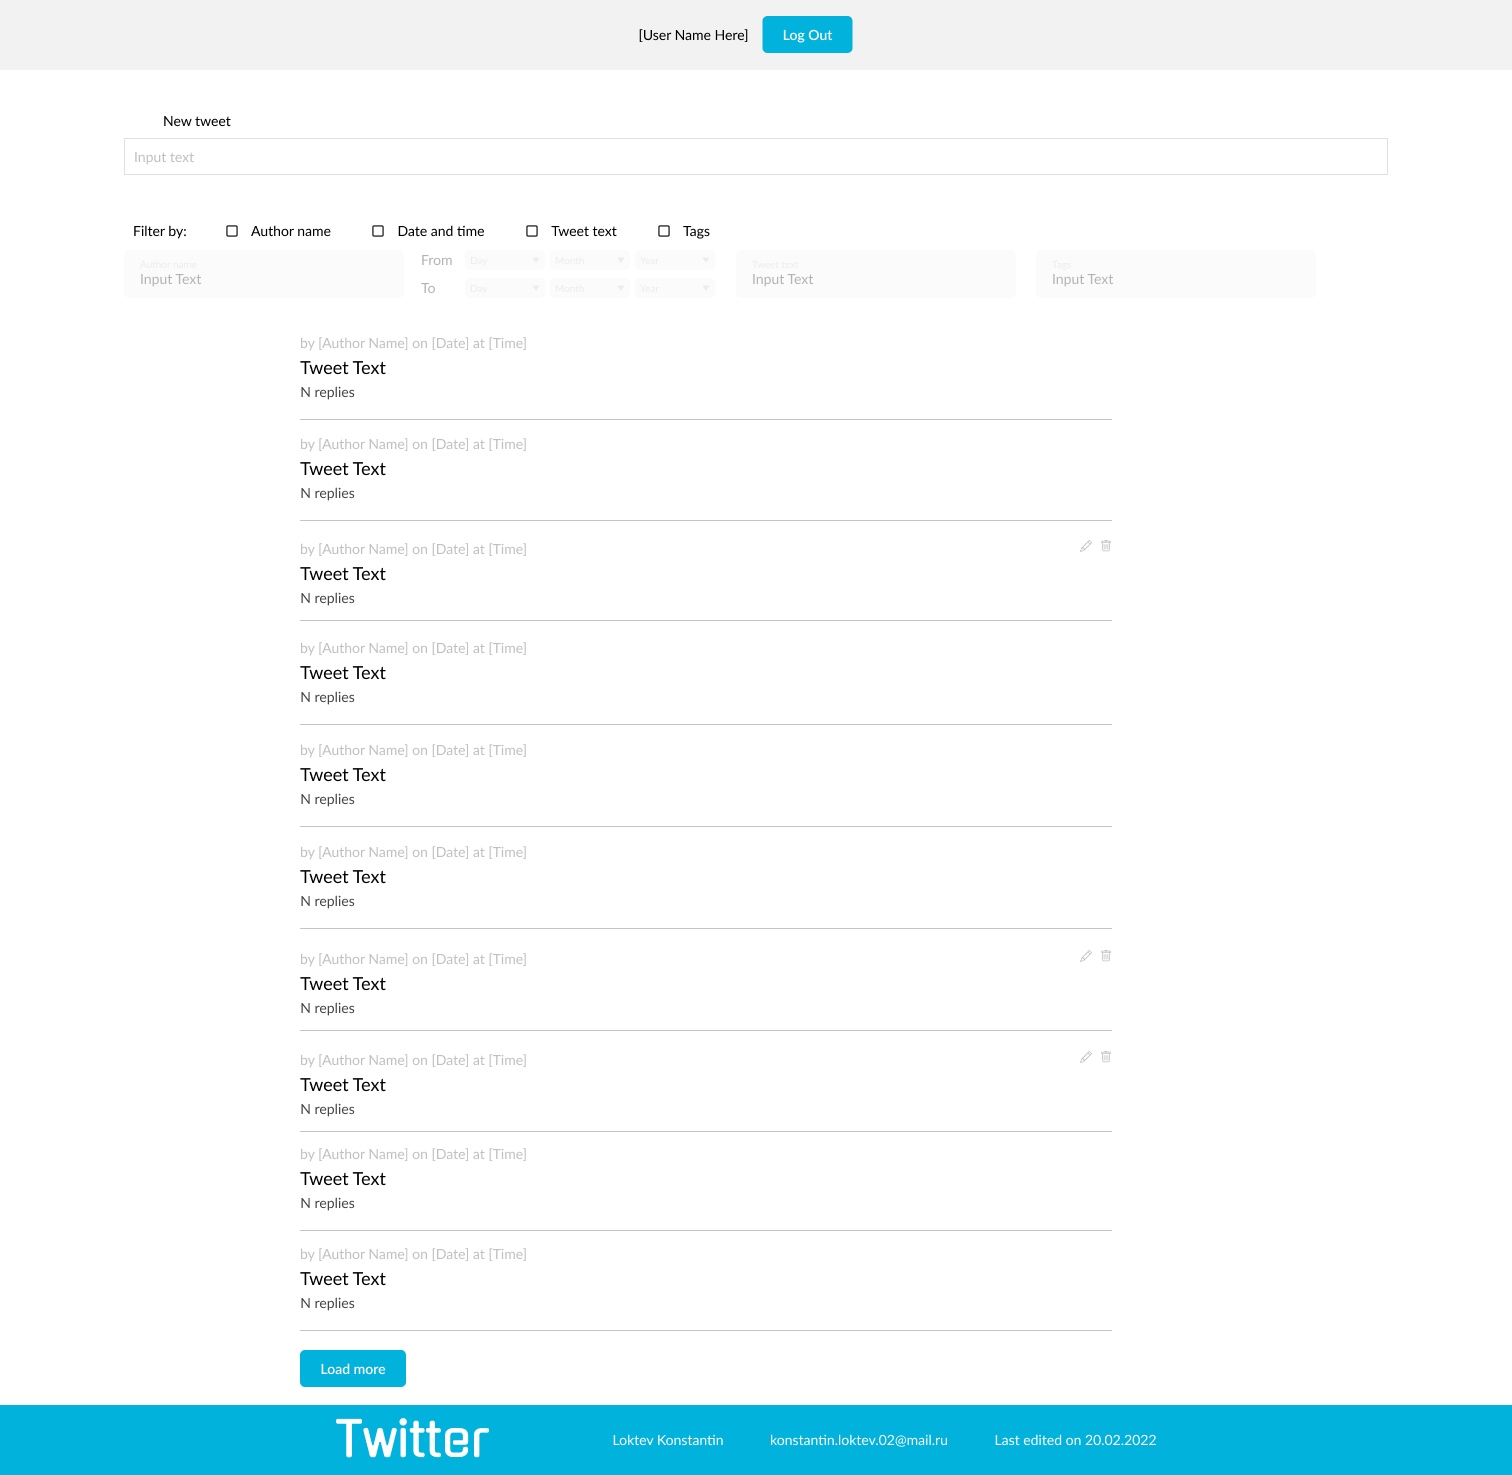 [User Name Here] Log Out
New tweet
Input text
Filter by: Author name Date and time Tweet text Tags
Author name
Input Text
From Day Month Year
To Day Month Year
Tweet text
Input Text
Tags
Input Text
by [Author Name] on [Date] at [Time]
Tweet Text
N replies
by [Author Name] on [Date] at [Time]
Tweet Text
N replies
by [Author Name] on [Date] at [Time]
Tweet Text
N replies
by [Author Name] on [Date] at [Time]
Tweet Text
N replies
by [Author Name] on [Date] at [Time]
Tweet Text
N replies
by [Author Name] on [Date] at [Time]
Tweet Text
N replies
by [Author Name] on [Date] at [Time]
Tweet Text
N replies
by [Author Name] on [Date] at [Time]
Tweet Text
N replies
by [Author Name] on [Date] at [Time]
Tweet Text
N replies
by [Author Name] on [Date] at [Time]
Tweet Text
N replies
Load more
Twitter Loktev Konstantin konstantin.loktev.02@mail.ru Last edited on 20.02.2022